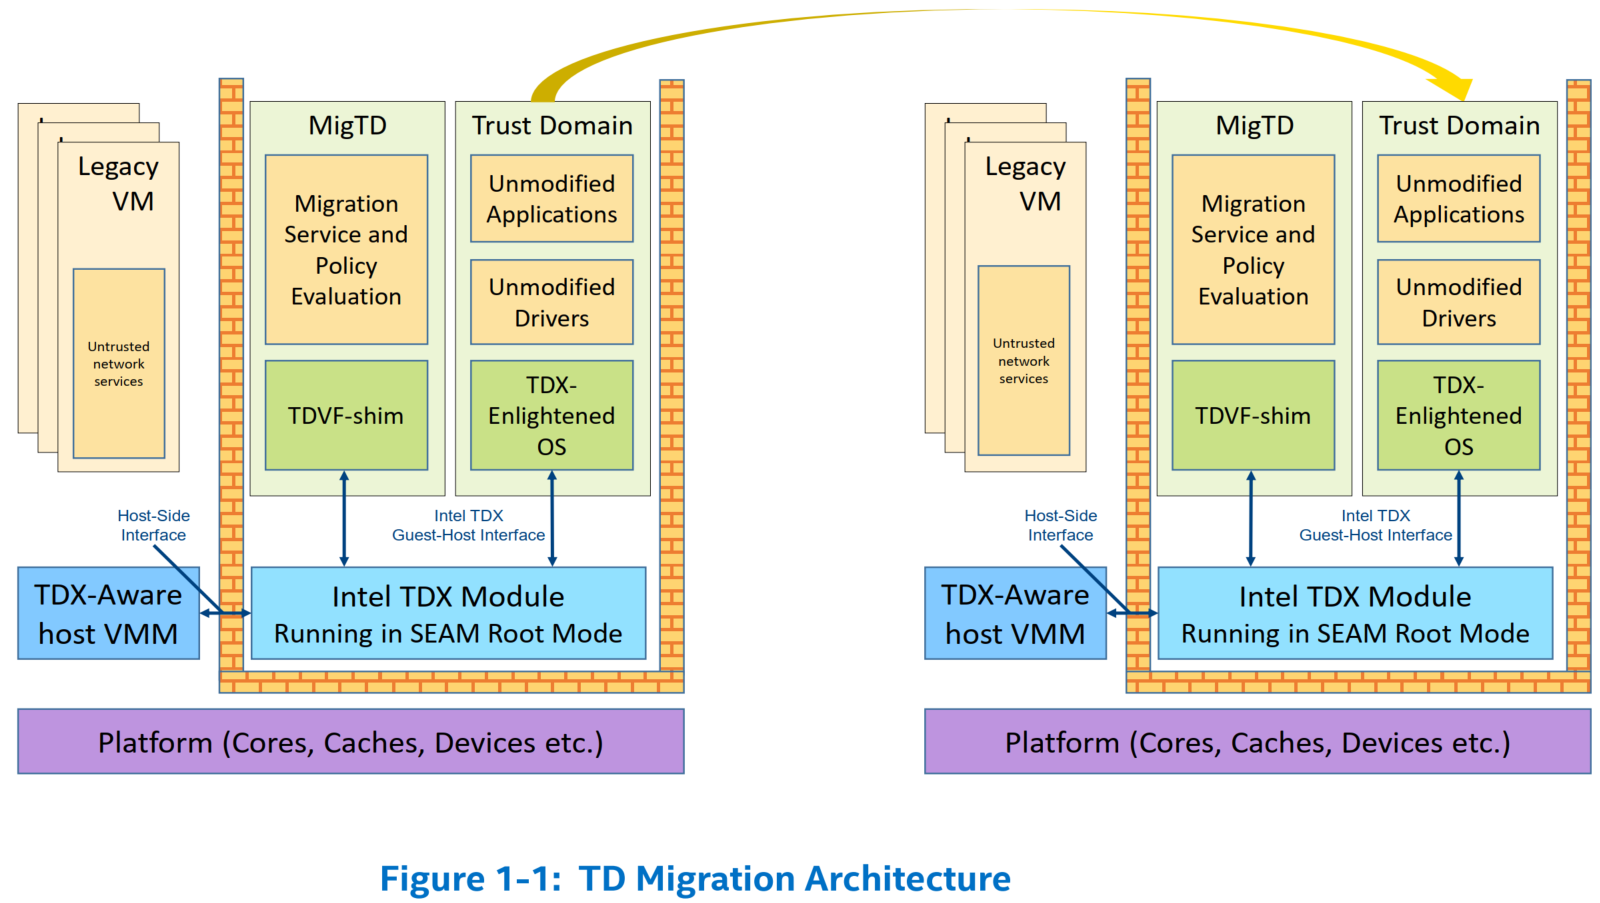 Legacy
VM
Untrusted
network
services
MigTD
Migration
Service and
Policy
Evaluation
TDVF-shim
Trust Domain
Unmodified
Applications
Unmodified
Drivers
TDX-
Enlightened
OS
Host-Side
Interface
Intel TDX
Guest-Host Interface
TDX-Aware
host VMM
Intel TDX Module
Running in SEAM Root Mode
Platform (Cores, Caches, Devices etc.)
Legacy
VM
Untrusted
network
services
MigTD
Migration
Service and
Policy
Evaluation
TDVF-shim
Trust Domain
Unmodified
Applications
Unmodified
Drivers
TDX-
Enlightened
OS
Host-Side
Interface
Intel TDX
Guest-Host Interface
TDX-Aware
host VMM
Intel TDX Module
Running in SEAM Root Mode
Platform (Cores, Caches, Devices etc.)
Figure 1-1: TD Migration Architecture